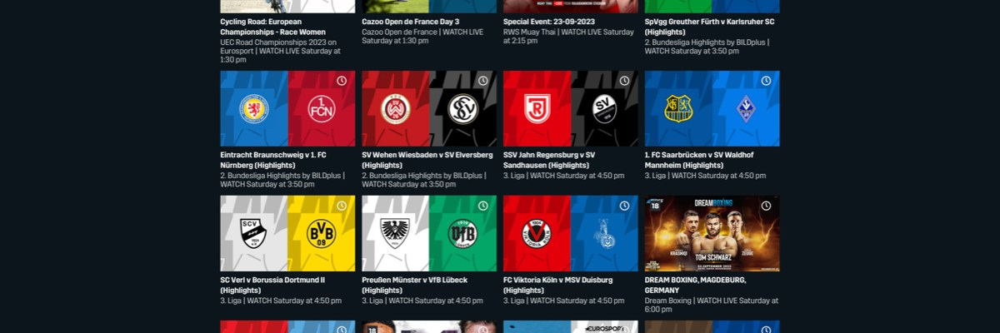 Cycling Road: European
Championships - Race Women
UEC Road Championships 2023 on
Eurosport | WATCH LIVE Saturday at
1:30 pm
Cazoo Open de France Day 3
Cazoo Open de France | WATCH LIVE
Saturday at 1:30 pm
Special Event: 23-09-2023
RWS Muay Thai | WATCH LIVE Saturday
at 2:15 pm
SpVgg Greuther Fürth v Karlsruher SC
(Highlights)
2. Bundesliga Highlights by BILDplus |
WATCH Saturday at 3:50 pm
1.
FCN
SV
Eintracht Braunschweig v 1. FC
Nürnberg (Highlights)
2. Bundesliga Highlights by BILDplus |
WATCH Saturday at 3:50 pm
SV Wehen Wiesbaden v SV Elversberg
(Highlights)
2. Bundesliga Highlights by BILDplus |
WATCH Saturday at 3:50 pm
SSV Jahn Regensburg v SV
Sandhausen (Highlights)
3. Liga | WATCH Saturday at 4:50 pm
1. FC Saarbrücken v SV Waldhof
Mannheim (Highlights)
3. Liga | WATCH Saturday at 4:50 pm
SCV
BVB
09
VfB
18
DREAMBOXING
TOM SCHWARZ
SC Verl v Borussia Dortmund II
(Highlights)
3. Liga | WATCH Saturday at 4:50 pm
Preußen Münster v VfB Lübeck
(Highlights)
3. Liga | WATCH Saturday at 4:50 pm
FC Viktoria Köln v MSV Duisburg
(Highlights)
3. Liga | WATCH Saturday at 4:50 pm
DREAM BOXING, MAGDEBURG,
GERMANY
Dream Boxing | WATCH LIVE Saturday at
6:00 pm
18
EUROSPORT